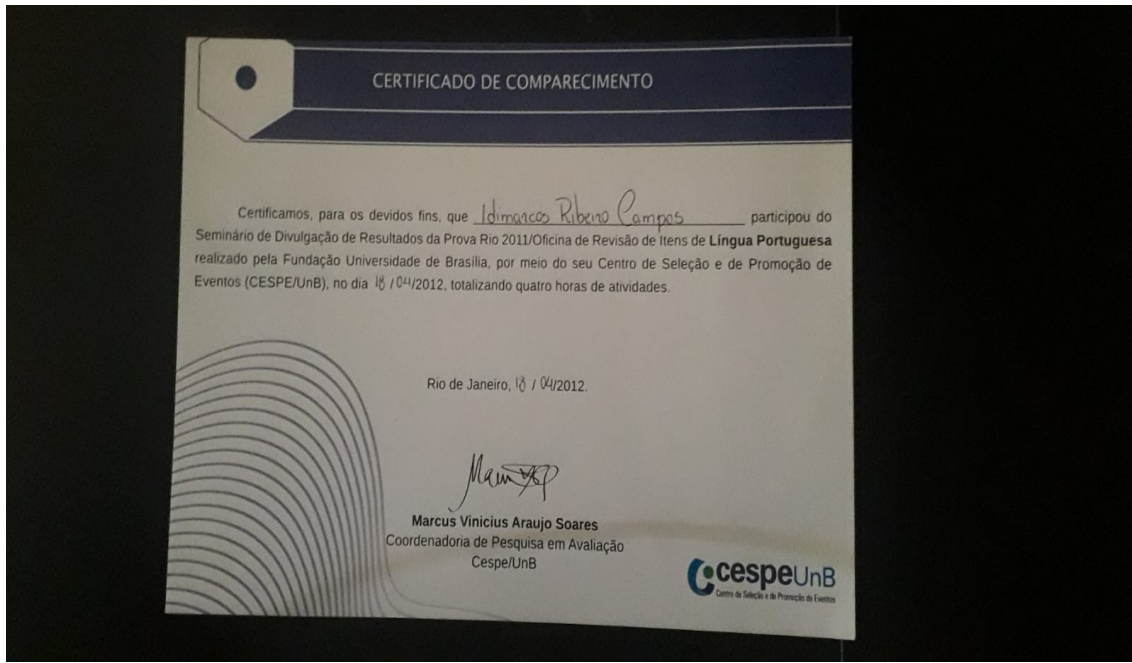 CERTIFICADO DE COMPARECIMENTO
Certificamos, para os devidos fins, que Idimarcos Ribeiro Campos participou do
Seminário de Divulgação de Resultados da Prova Rio 2011/Oficina de Revisão de Itens de Língua Portuguesa
realizado pela Fundação Universidade de Brasília, por meio do seu Centro de Seleção e de Promoção de
Eventos (CESPE/UnB), no dia 18/04/2012, totalizando quatro horas de atividades.
Rio de Janeiro, 18 / 04/2012.
Marcus Vinicius Araujo Soares
Coordenadoria de Pesquisa em Avaliação
Cespe/UnB
cespeUnB
Centro de Seleção e de Promoção de Eventos